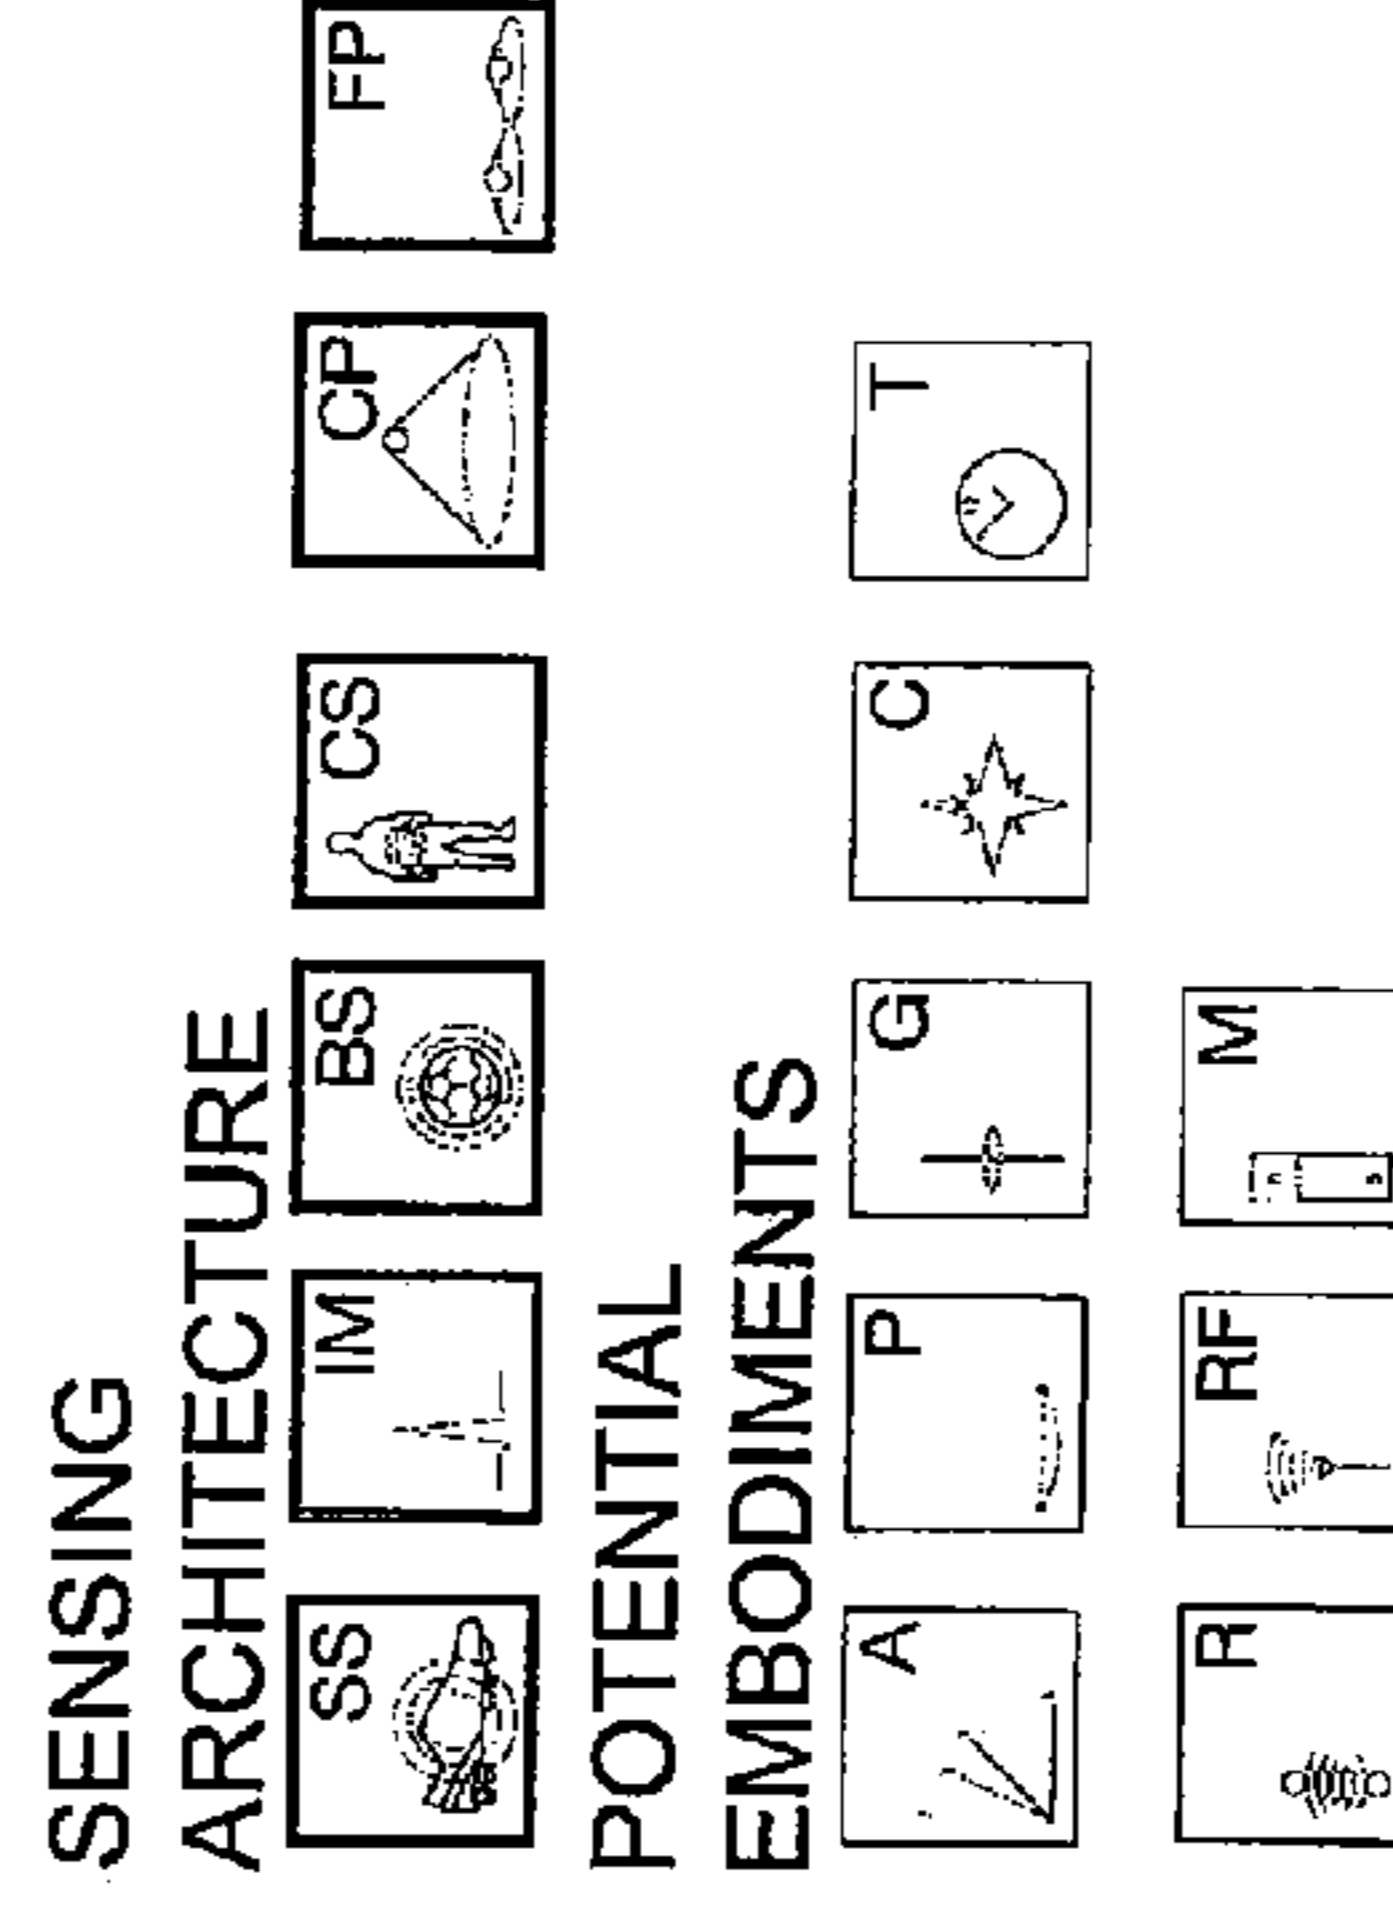 SENSING
ARCHITECTURE
SS IM BS CS CP FP
POTENTIAL
EMBODIMENTS
A P G C T
R RF M